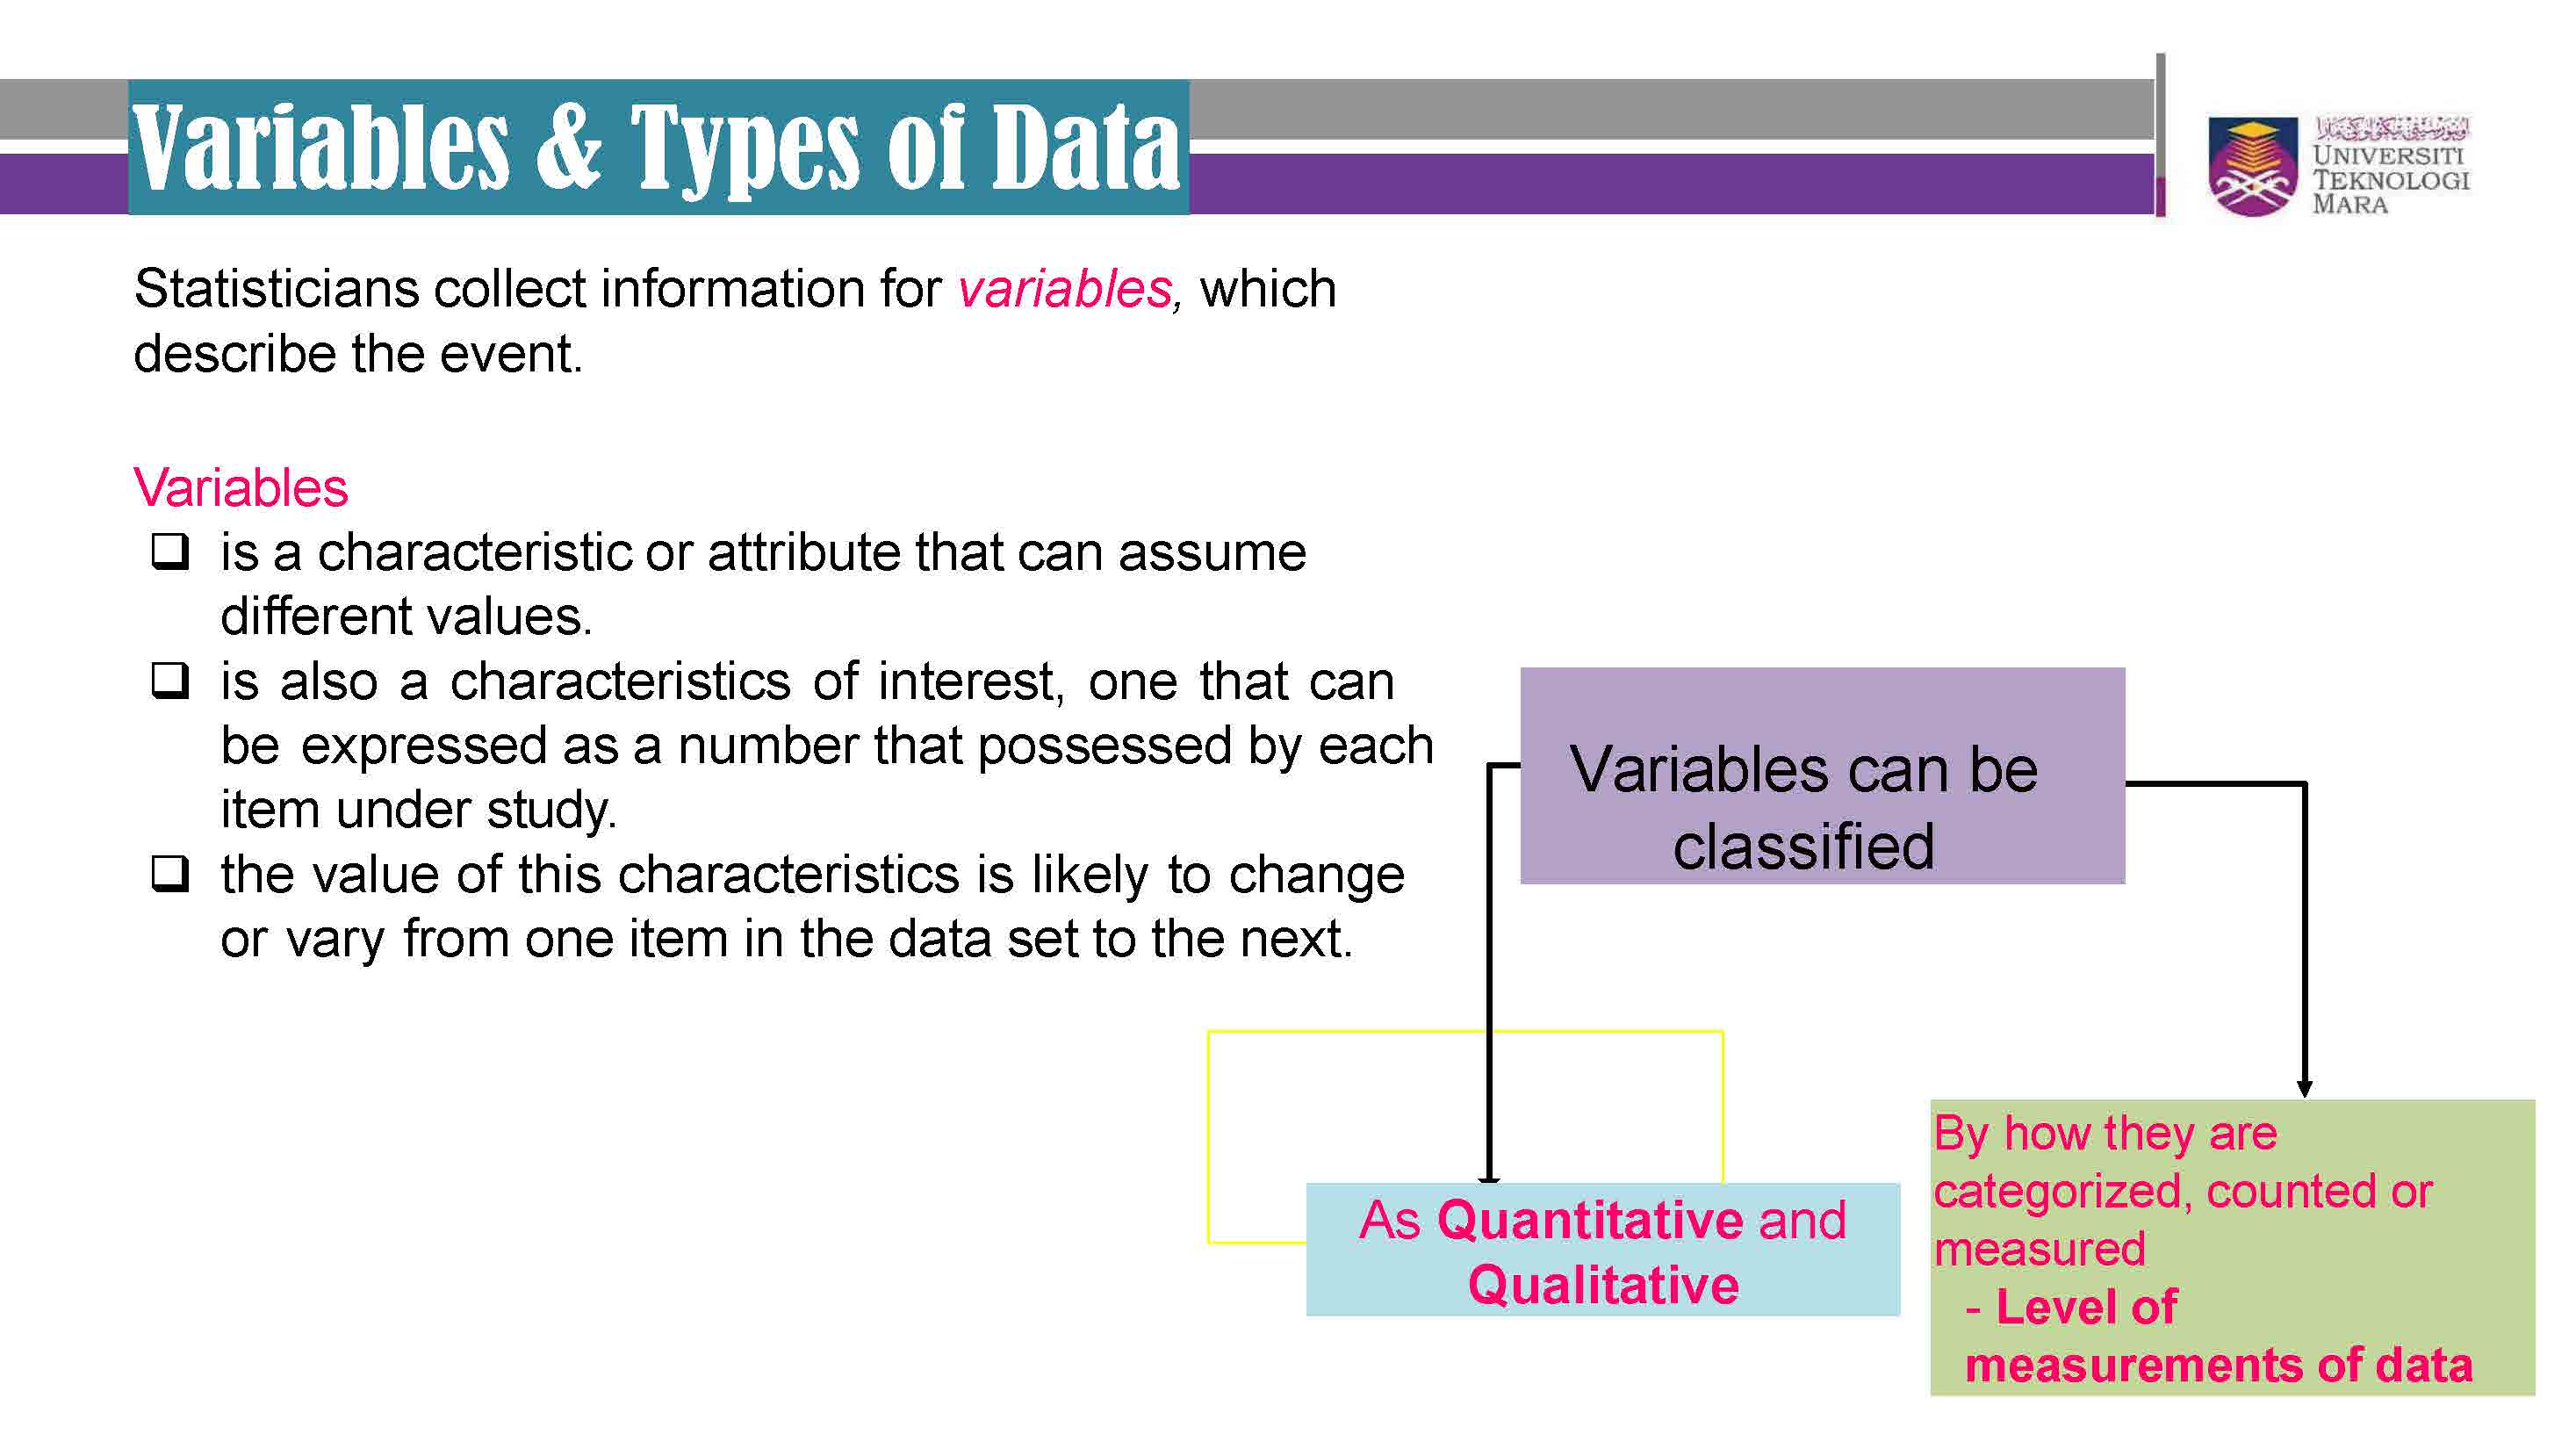 Variables & Types of Data
UNIVERSITI
TEKNOLOGI
MARA
Statisticians collect information for variables, which
describe the event.
Variables
❑ is a characteristic or attribute that can assume
different values.
❑ is also a characteristics of interest, one that can
be expressed as a number that possessed by each
item under study.
❑ the value of this characteristics is likely to change
or vary from one item in the data set to the next.
Variables can be
classified
As Quantitative and
Qualitative
By how they are
categorized, counted or
measured
- Level of
measurements of data